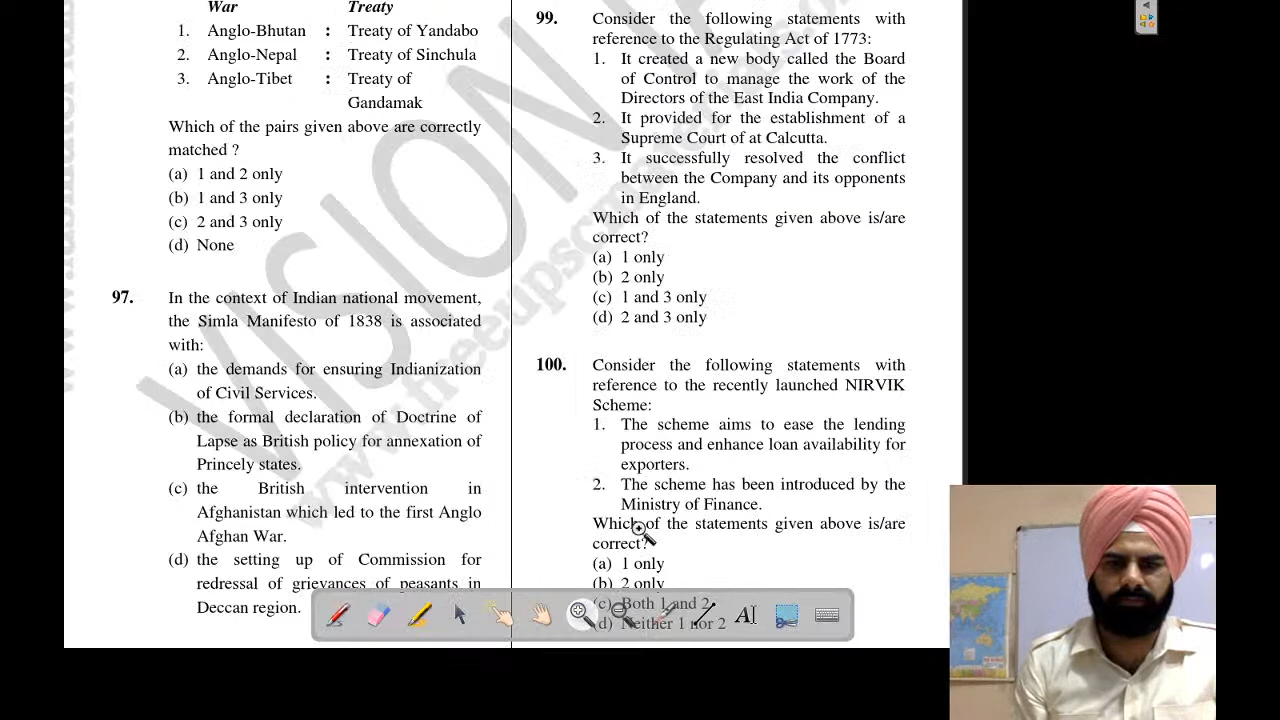 War Treaty
1. Anglo-Bhutan : Treaty of Yandabo
2. Anglo-Nepal : Treaty of Sinchula
3. Anglo-Tibet : Treaty of
Gandamak
Which of the pairs given above are correctly
matched ?
(a) 1 and 2 only
(b) 1 and 3 only
(c) 2 and 3 only
(d) None
97. In the context of Indian national movement,
the Simla Manifesto of 1838 is associated
with:
(a) the demands for ensuring Indianization
of Civil Services.
(b) the formal declaration of Doctrine of
Lapse as British policy for annexation of
Princely states.
(c) the British intervention in
Afghanistan which led to the first Anglo
Afghan War.
(d) the setting up of Commission for
redressal of grievances of peasants in
Deccan region.
99. Consider the following statements with
reference to the Regulating Act of 1773:
1. It created a new body called the Board
of Control to manage the work of the
Directors of the East India Company.
2. It provided for the establishment of a
Supreme Court of at Calcutta.
3. It successfully resolved the conflict
between the Company and its opponents
in England.
Which of the statements given above is/are
correct?
(a) 1 only
(b) 2 only
(c) 1 and 3 only
(d) 2 and 3 only
100. Consider the following statements with
reference to the recently launched NIRVIK
Scheme:
1. The scheme aims to ease the lending
process and enhance loan availability for
exporters.
2. The scheme has been introduced by the
Ministry of Finance.
Which of the statements given above is/are
correct?
(a) 1 only
(b) 2 only
(c) Both 1 and 2
(d) Neither 1 nor 2
VISION